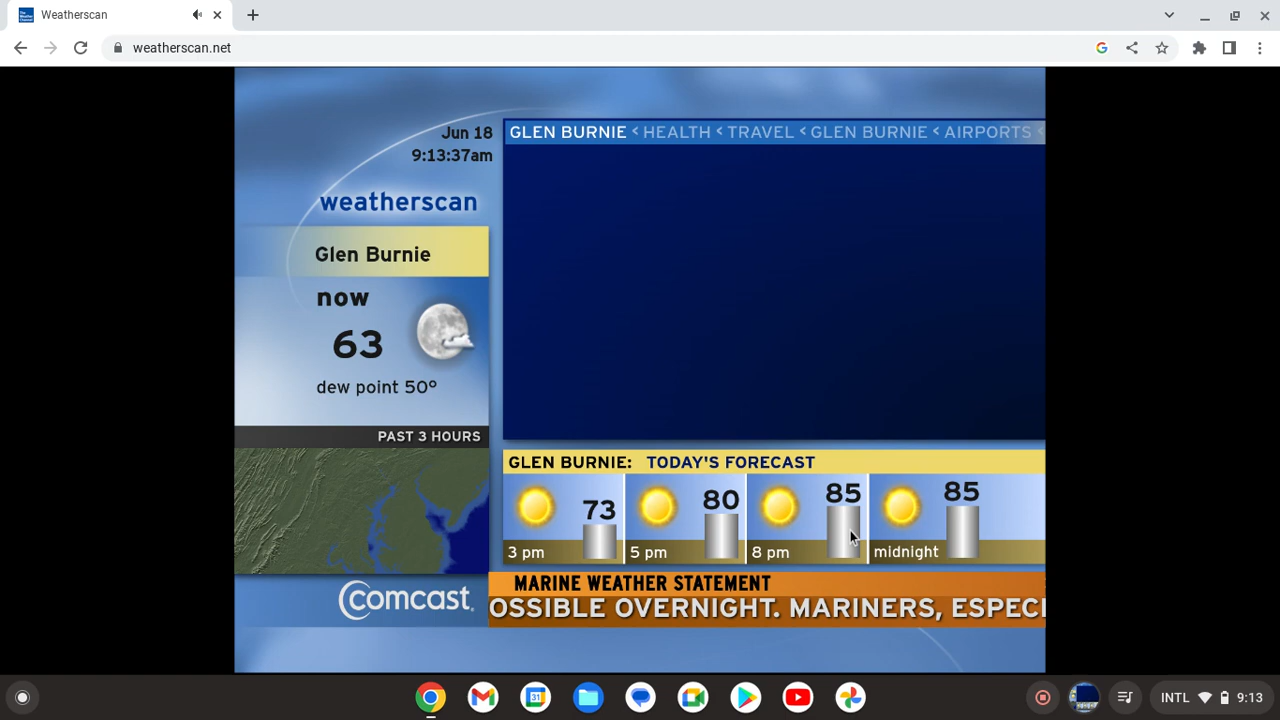 Weatherscan
weatherscan.net
Jun 18
9:13:37am
weatherscan
Glen Burnie
now
63
dew point 50°
PAST 3 HOURS
comcast.
GLEN BURNIE < HEALTH < TRAVEL < GLEN BURNIE < AIRPORTS <
GLEN BURNIE: TODAY'S FORECAST
73 80 85 85
3 pm 5 pm 8 pm midnight
MARINE WEATHER STATEMENT
OSSIBLE OVERNIGHT. MARINERS, ESPECI
31
INTL 9:13